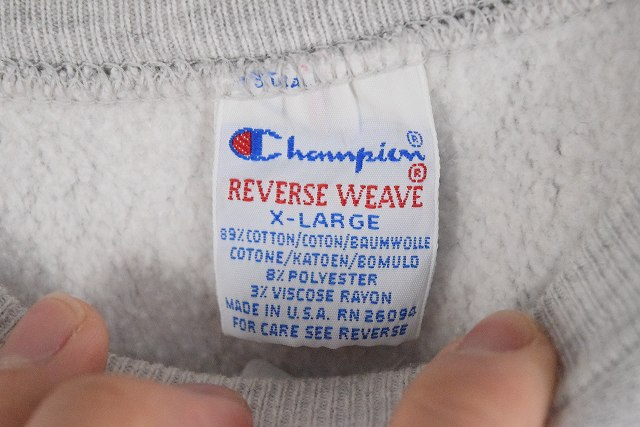 Champion®
REVERSE WEAVE®
X-LARGE
89% COTTON/COTON/BAUMWOLLE
COTONE/KATOEN/BOMULD
8% POLYESTER
3% VISCOSE RAYON
MADE IN U.S.A. RN 26094
FOR CARE SEE REVERSE